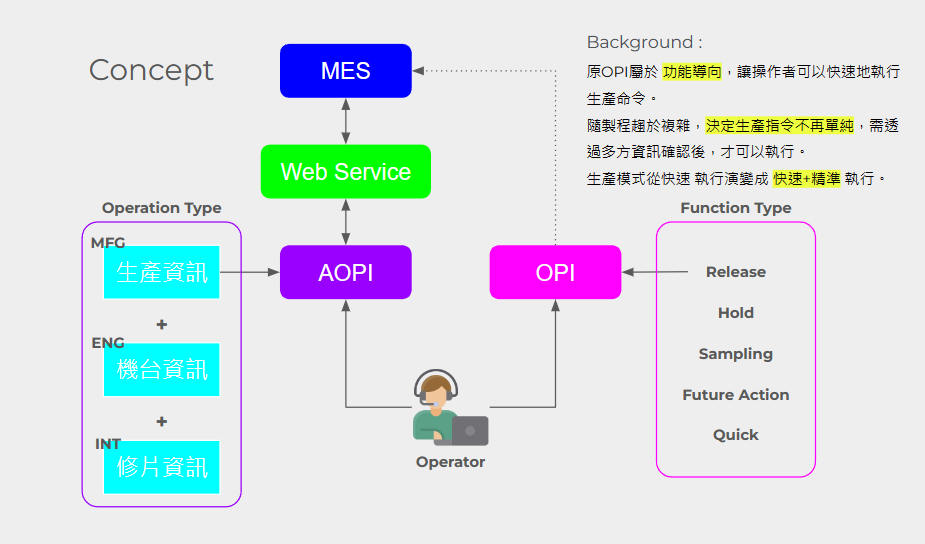 Concept
Background :
原OPI屬於 功能導向，讓操作者可以快速地執行
生產命令。
隨製程趨於複雜，決定生產指令不再單純，需透
過多方資訊確認後，才可以執行。
生產模式從快速 執行演變成 快速+精準 執行。
MES
Web Service
Operation Type
Function Type
MFG
生產資訊
AOPI
OPI
Release
+
Hold
ENG
機台資訊
Sampling
Future Action
+
Quick
INT
修片資訊
Operator